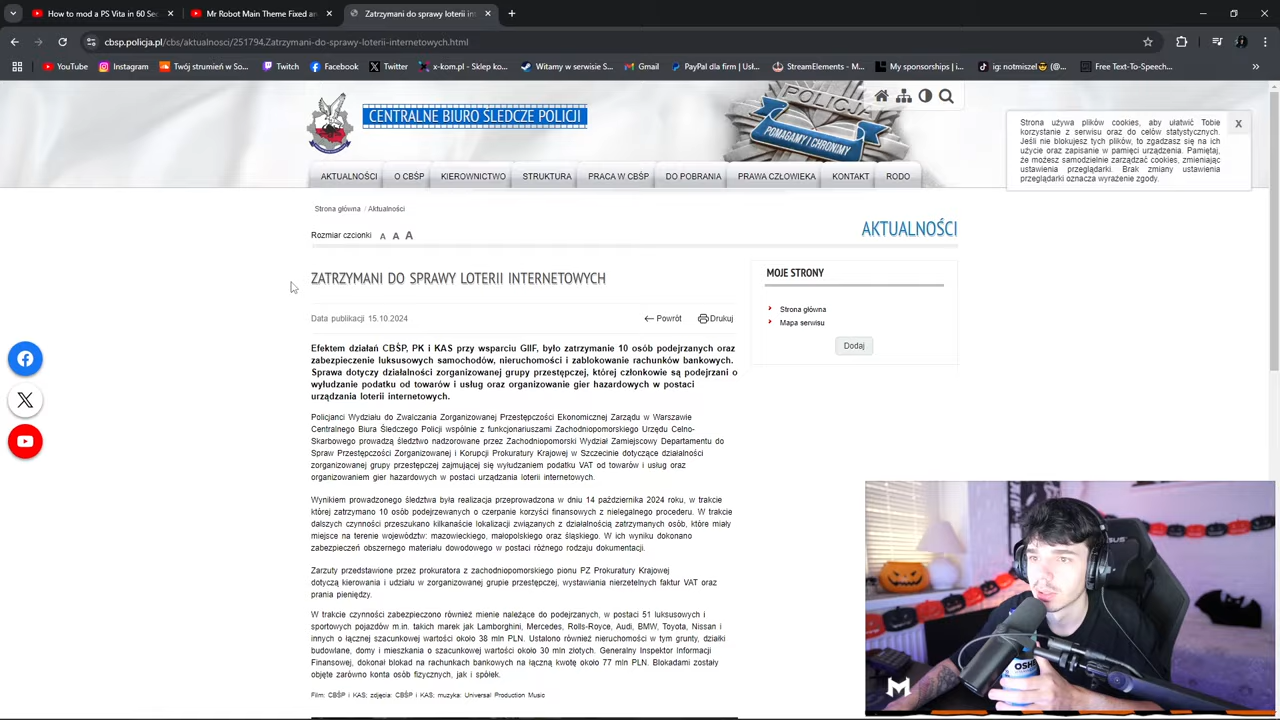 How to mod a PS Vita in 60 Sec
Mr Robot Main Theme Fixed an
Zatrzymani do sprawy loterii int
cbsp.policja.pl/cbs/aktualnosci/251794,Zatrzymani-do-sprawy-loterii-internetowych.html
YouTube
Instagram
Twój strumień w So...
Twitch
Facebook
Twitter
x-kom.pl - Sklep ko...
Witamy w serwisie S...
Gmail
PayPal dla firm | Ła...
StreamElements - M...
My sponsorships | i...
ig: notmiszel (@...
Free Text-To-Speech...
CENTRALNE BIURO ŚLEDCZE POLICJI
POLICJA
POMAGAMY I CHRONIMY
Strona używa plików cookies, aby ułatwić Tobie
korzystanie z serwisu oraz do celów statystycznych.
Jeśli nie blokujesz tych plików, to zgadzasz się na ich
użycie oraz zapisanie w pamięci urządzenia. Pamiętaj,
że możesz samodzielnie zarządzać cookies, zmieniając
ustawienia przeglądarki. Brak zmiany ustawienia
przeglądarki oznacza wyrażenie zgody.
X
AKTUALNOŚCI O CBŚP KIEROWNICTWO STRUKTURA PRACA W CBŚP DO POBRANIA PRAWA CZŁOWIEKA KONTAKT RODO
Strona główna / Aktualności
Rozmiar czcionki A A A
AKTUALNOŚCI
ZATRZYMANI DO SPRAWY LOTERII INTERNETOWYCH
Data publikacji 15.10.2024
Powrót
Drukuj
Efektem działań CBŚP, PK i KAS przy wsparciu GIIF, było zatrzymanie 10 osób podejrzanych oraz
zabezpieczenie luksusowych samochodów, nieruchomości i zablokowanie rachunków bankowych.
Sprawa dotyczy działalności zorganizowanej grupy przestępczej, której członkowie są podejrzani o
wyłudzanie podatku od towarów i usług oraz organizowanie gier hazardowych w postaci
urządzania loterii internetowych.
Policjanci Wydziału do Zwalczania Zorganizowanej Przestępczości Ekonomicznej Zarządu w Warszawie
Centralnego Biura Śledczego Policji wspólnie z funkcjonariuszami Zachodniopomorskiego Urzędu Celno-
Skarbowego prowadzą śledztwo nadzorowane przez Zachodniopomorski Wydział Zamiejscowy Departamentu do
Spraw Przestępczości Zorganizowanej i Korupcji Prokuratury Krajowej w Szczecinie dotyczące działalności
zorganizowanej grupy przestępczej zajmującej się wyłudzaniem podatku VAT od towarów i usług oraz
organizowaniem gier hazardowych w postaci urządzania loterii internetowych.
Wynikiem prowadzonego śledztwa była realizacja przeprowadzona w dniu 14 października 2024 roku, w trakcie
której zatrzymano 10 osób podejrzewanych o czerpanie korzyści finansowych z nielegalnego procederu. W trakcie
dalszych czynności przeszukano kilkanaście lokalizacji związanych z działalnością zatrzymanych osób, które miały
miejsce na terenie województw: mazowieckiego, małopolskiego oraz śląskiego. W ich wyniku dokonano
zabezpieczeń obszernego materiału dowodowego w postaci różnego rodzaju dokumentacji.
Zarzuty przedstawione przez prokuratora z zachodniopomorskiego pionu PZ Prokuratury Krajowej
dotyczą kierowania i udziału w zorganizowanej grupie przestępczej, wystawiania nierzetelnych faktur VAT oraz
prania pieniędzy.
W trakcie czynności zabezpieczono również mienie należące do podejrzanych, w postaci 51 luksusowych i
sportowych pojazdów m.in. takich marek jak Lamborghini, Mercedes, Rolls-Royce, Audi, BMW, Toyota, Nissan i
innych o łącznej szacunkowej wartości około 38 mln PLN. Ustalono również nieruchomości w tym grunty, działki
budowlane, domy i mieszkania o szacunkowej wartości około 30 mln złotych. Generalny Inspektor Informacji
Finansowej, dokonał blokad na rachunkach bankowych na łączną kwotę około 77 mln PLN. Blokadami zostały
objęte zarówno konta osób fizycznych, jak i spółek.
Film: CBŚP i KAS; zdjęcia: CBŚP i KAS; muzyka: Universal Production Music
MOJE STRONY
Strona główna
Mapa serwisu
Dodaj
OSHE